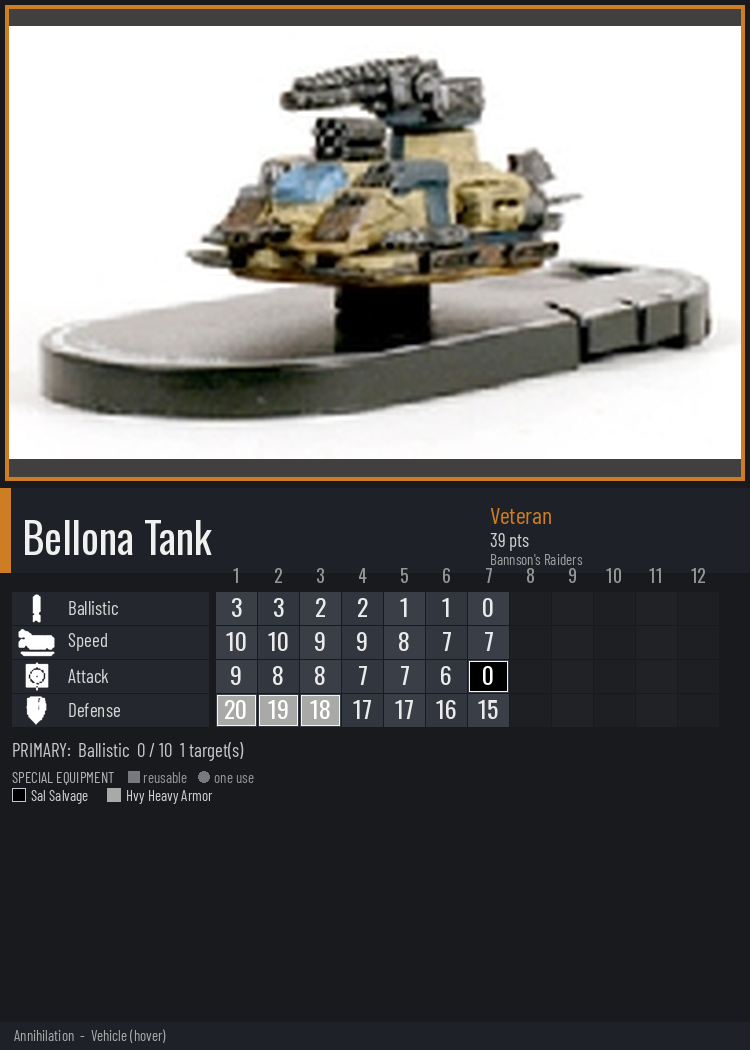 Bellona Tank
Veteran
39 pts
Bannson's Raiders
1 2 3 4 5 6 7 8 9 10 11 12
Ballistic 3 3 2 2 1 1 0
Speed 10 10 9 9 8 7 7
Attack 9 8 8 7 7 6 0
Defense 20 19 18 17 17 16 15
PRIMARY: Ballistic 0 / 10 1 target(s)
SPECIAL EQUIPMENT reusable one use
Sal Salvage Hvy Heavy Armor
Annihilation - Vehicle (hover)